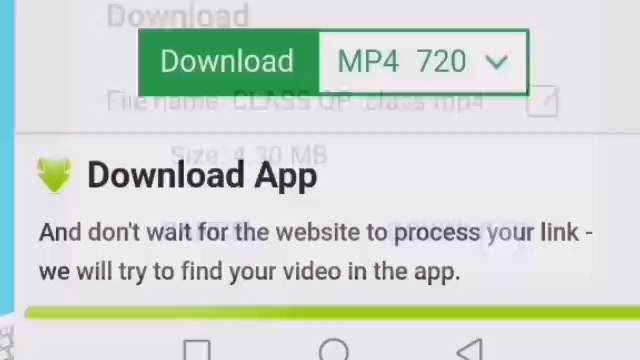 Download
Download MP4 720
File name: CLASS OP .class mp4
Size: 4.30 MB
Download App
And don't wait for the website to process your link -
we will try to find your video in the app.